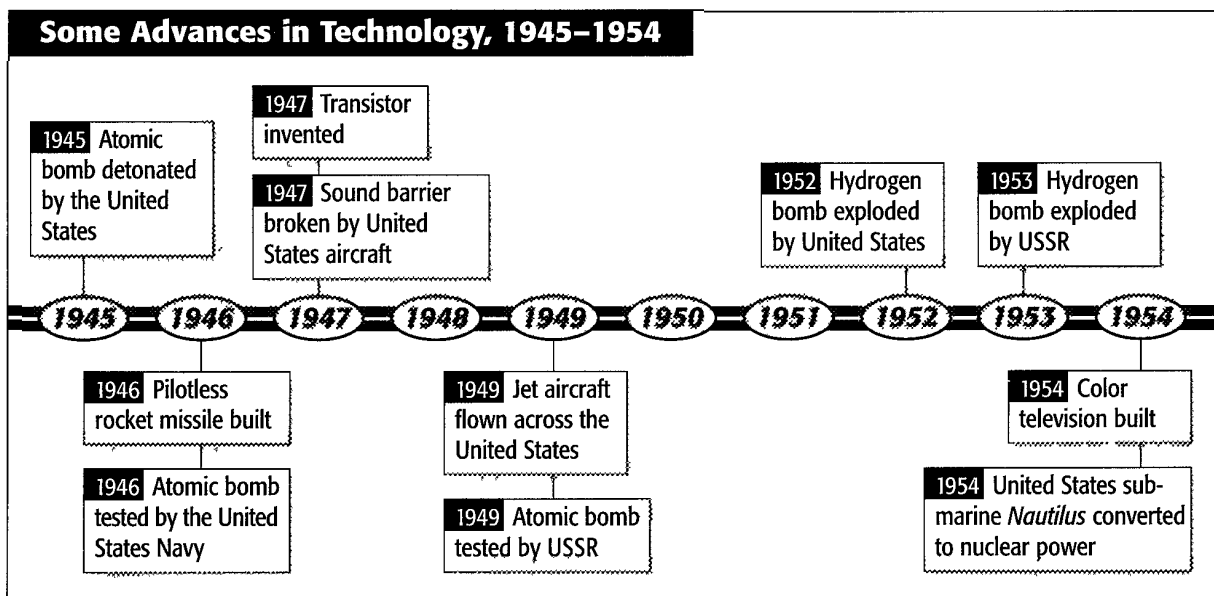 Some Advances in Technology, 1945–1954
1947 Transistor
invented
1945 Atomic
bomb detonated
by the United
States
1947 Sound barrier
broken by United
States aircraft
1952 Hydrogen
bomb exploded
by United States
1953 Hydrogen
bomb exploded
by USSR
1945 1946 1947 1948 1949 1950 1951 1952 1953 1954
1946 Pilotless
rocket missile built
1946 Atomic bomb
tested by the United
States Navy
1949 Jet aircraft
flown across the
United States
1949 Atomic bomb
tested by USSR
1954 Color
television built
1954 United States sub-
marine Nautilus converted
to nuclear power